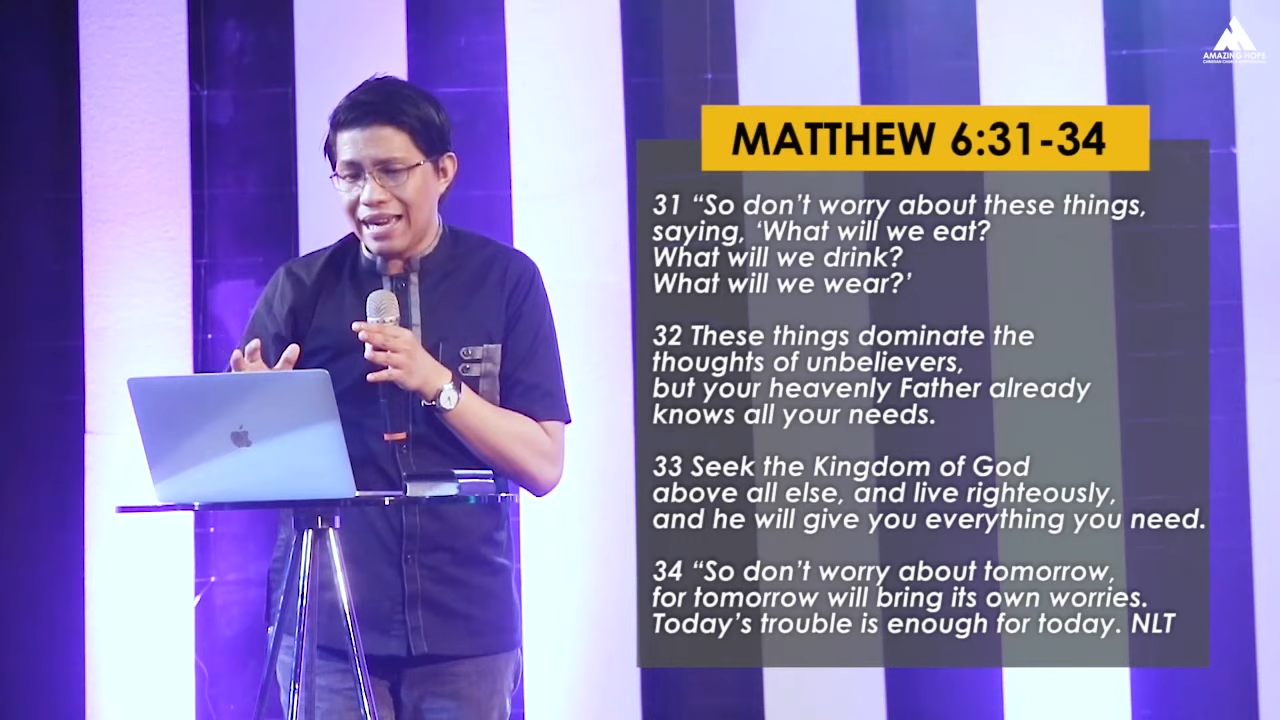 AMAZING HOPE
MATTHEW 6:31-34
31 “So don’t worry about these things,
saying, ‘What will we eat?
What will we drink?
What will we wear?’
32 These things dominate the
thoughts of unbelievers,
but your heavenly Father already
knows all your needs.
33 Seek the Kingdom of God
above all else, and live righteously,
and he will give you everything you need.
34 “So don’t worry about tomorrow,
for tomorrow will bring its own worries.
Today’s trouble is enough for today. NLT